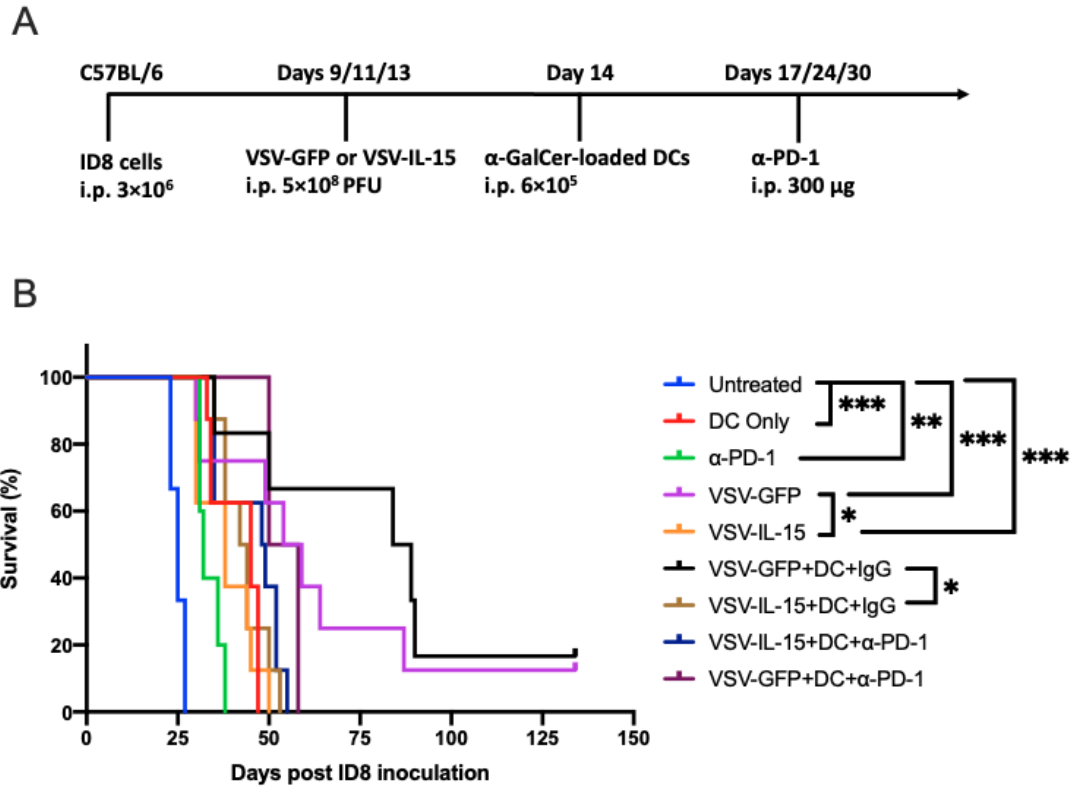 A
C57BL/6 Days 9/11/13 Day 14 Days 17/24/30
ID8 cells VSV-GFP or VSV-IL-15 α-GalCer-loaded DCs α-PD-1
i.p. 3×10⁶ i.p. 5×10⁸ PFU i.p. 6×10⁵ i.p. 300 μg
B
Survival (%)
100
80
60
40
20
0
0 25 50 75 100 125 150
Days post ID8 inoculation
Untreated
DC Only
α-PD-1
VSV-GFP
VSV-IL-15
VSV-GFP+DC+IgG
VSV-IL-15+DC+IgG
VSV-IL-15+DC+α-PD-1
VSV-GFP+DC+α-PD-1
***
**
***
***
*
*